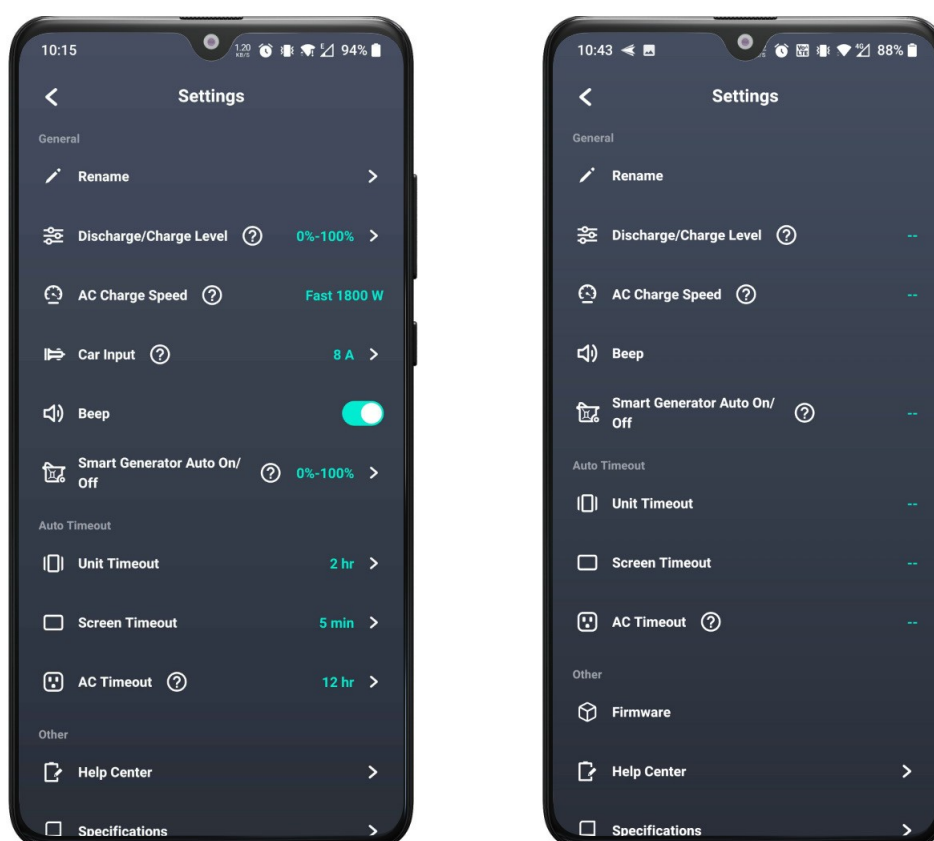 10:15
1.20
KB/S
94%
Settings
General
Rename
Discharge/Charge Level ? 0%-100%
AC Charge Speed ? Fast 1800 W
Car Input ? 8 A
Beep
Smart Generator Auto On/
Off ? 0%-100%
Auto Timeout
Unit Timeout 2 hr
Screen Timeout 5 min
AC Timeout ? 12 hr
Other
Help Center
Specifications
10:43
4G
88%
Settings
General
Rename
Discharge/Charge Level ? --
AC Charge Speed ? --
Beep
Smart Generator Auto On/
Off ? --
Auto Timeout
Unit Timeout --
Screen Timeout --
AC Timeout ? --
Other
Firmware
Help Center
Specifications